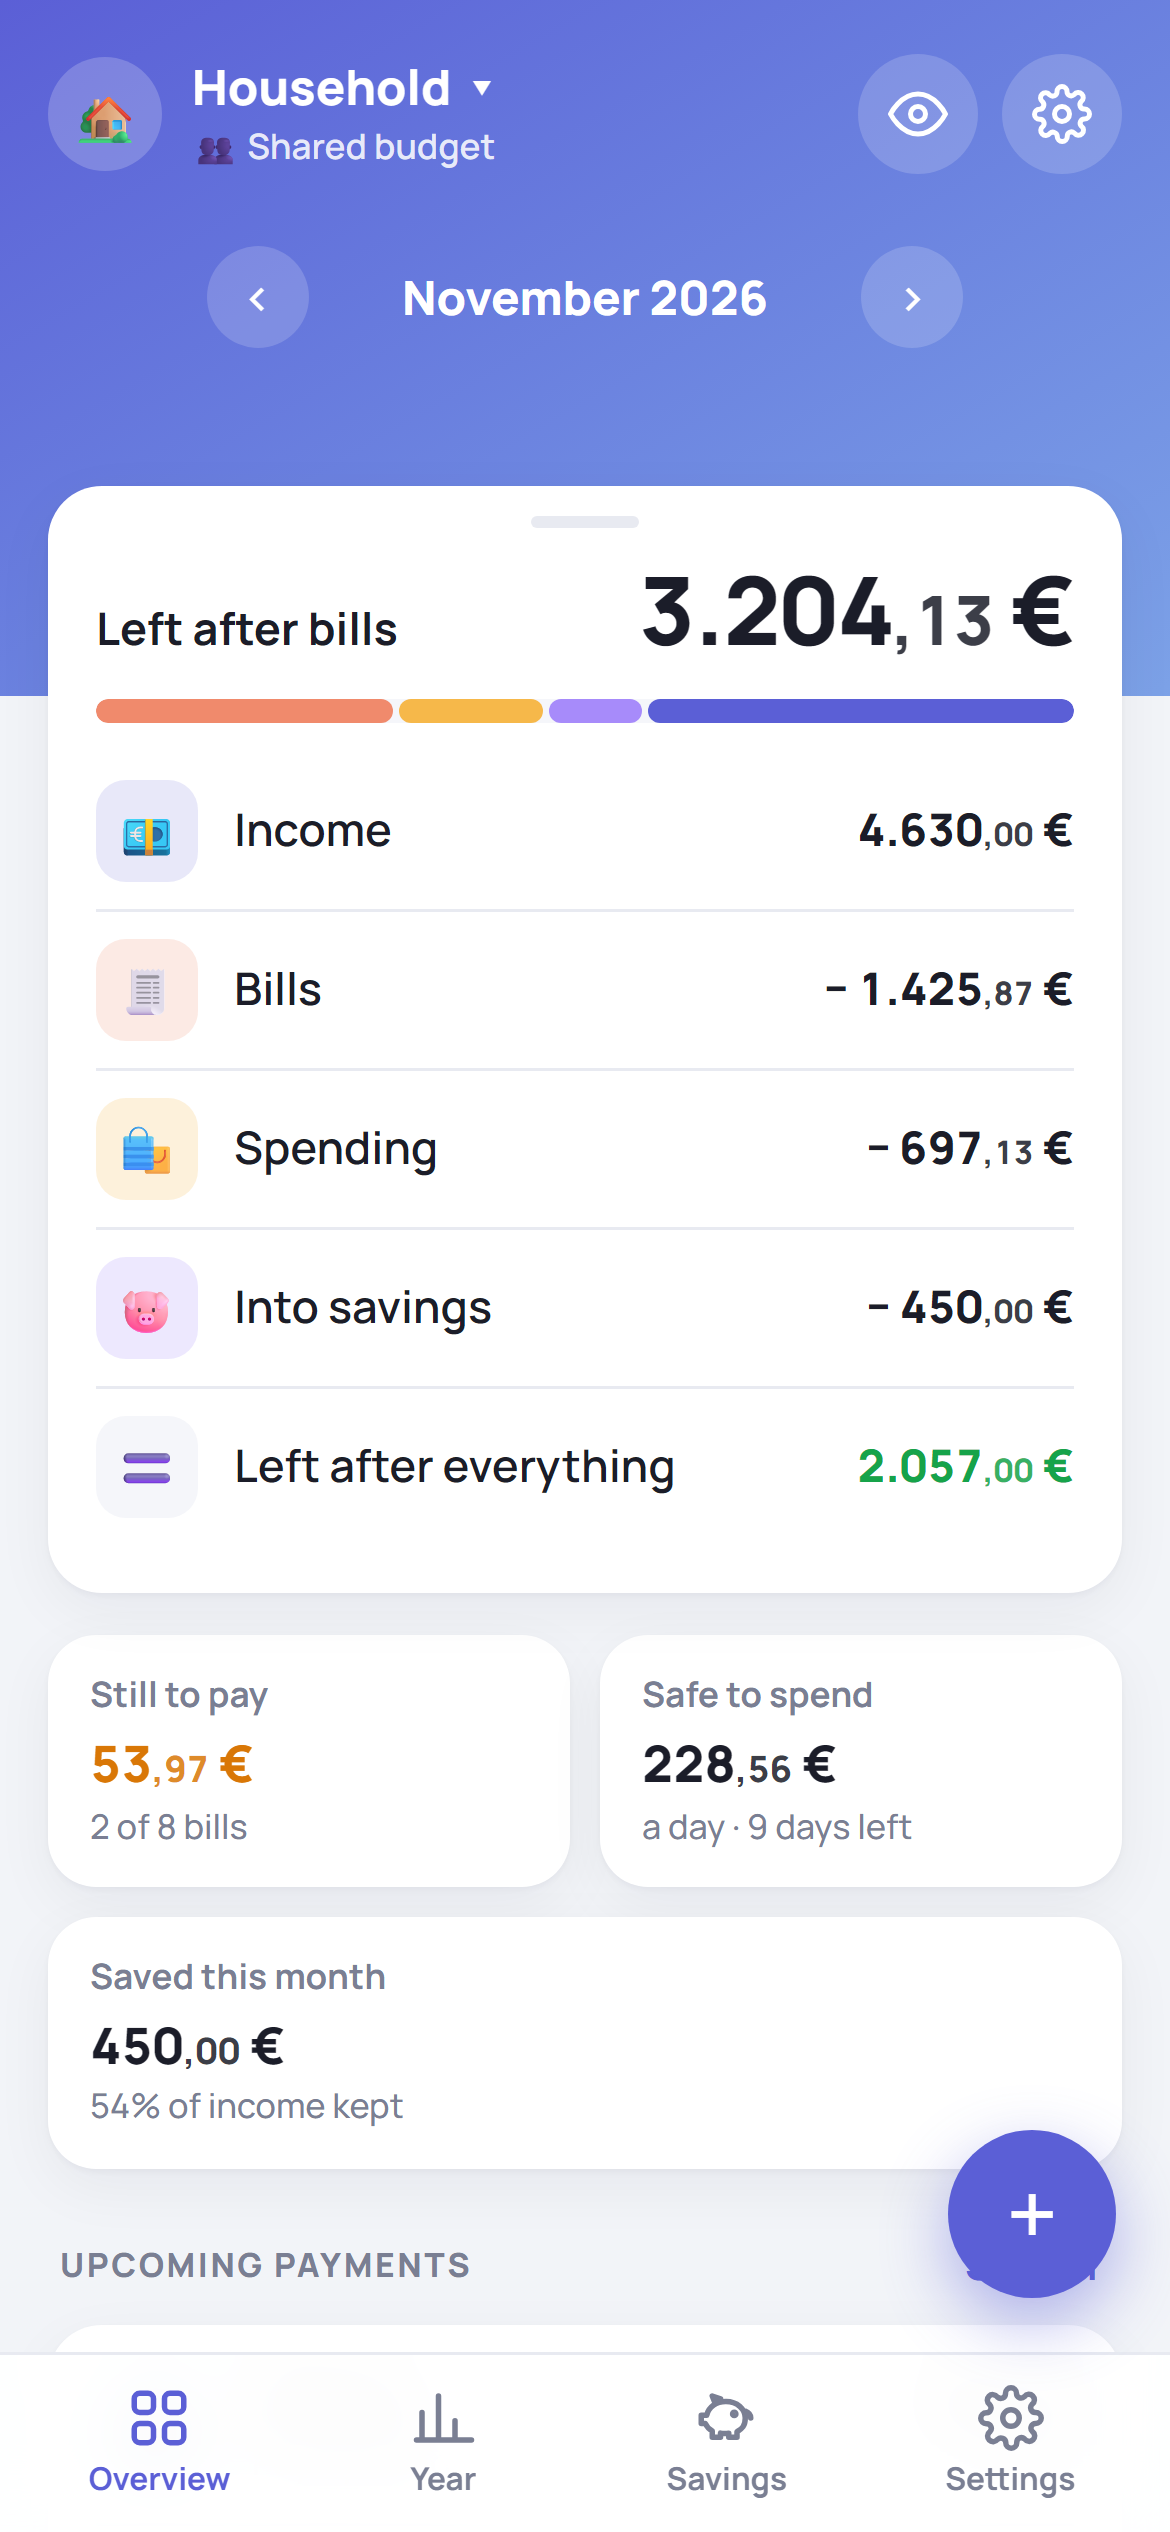 Household ▼
Shared budget
‹ November 2026 ›
Left after bills 3.204,13 €
Income 4.630,00 €
Bills − 1.425,87 €
Spending − 697,13 €
Into savings − 450,00 €
Left after everything 2.057,00 €
Still to pay
53,97 €
2 of 8 bills
Safe to spend
228,56 €
a day · 9 days left
Saved this month
450,00 €
54% of income kept
+
UPCOMING PAYMENTS
Overview Year Savings Settings